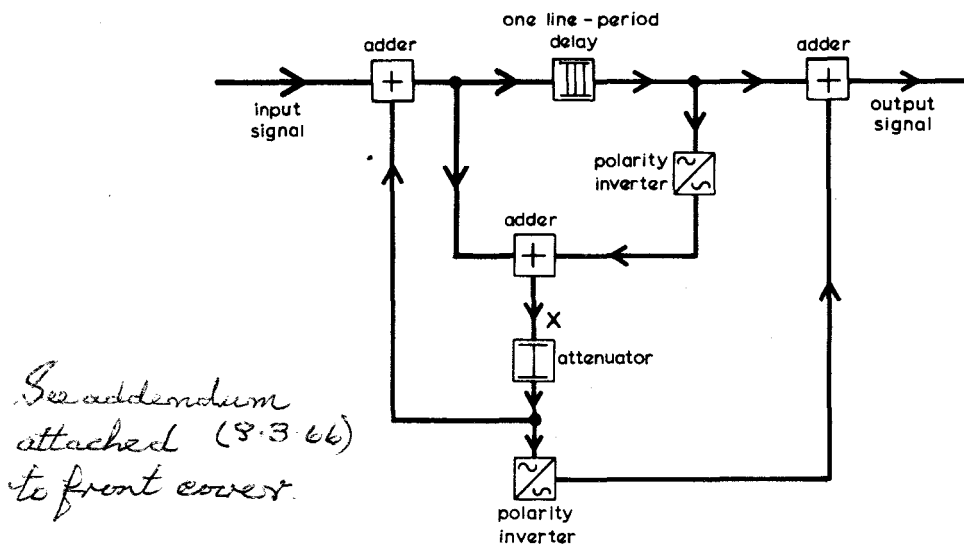 one line-period
delay
adder
adder
+
+
input
signal
output
signal
polarity
inverter
adder
+
X
attenuator
See addendum
attached (8.3.66)
to front cover.
polarity
inverter